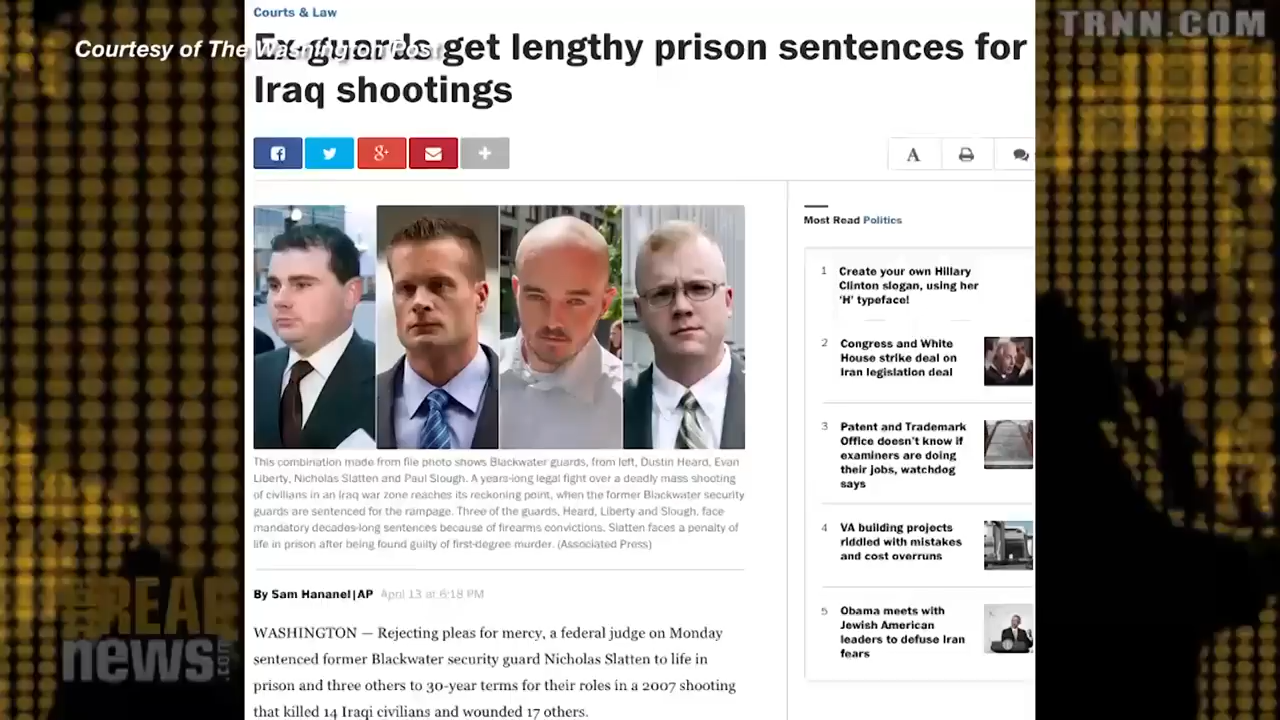 Courts & Law
TRNN.COM
Courtesy of The Washington Post
Ex-guards get lengthy prison sentences for
Iraq shootings
8+
A
Most Read Politics
1 Create your own Hillary
Clinton slogan, using her
'H' typeface!
2 Congress and White
House strike deal on
Iran legislation deal
3 Patent and Trademark
Office doesn't know if
examiners are doing
their jobs, watchdog
says
4 VA building projects
riddled with mistakes
and cost overruns
5 Obama meets with
Jewish American
leaders to defuse Iran
fears
This combination made from file photo shows Blackwater guards, from left, Dustin Heard, Evan
Liberty, Nicholas Slatten and Paul Slough. A years-long legal fight over a deadly mass shooting
of civilians in an Iraq war zone reaches its reckoning point, when the former Blackwater security
guards are sentenced for the rampage. Three of the guards, Heard, Liberty and Slough, face
mandatory decades-long sentences because of firearms convictions. Slatten faces a penalty of
life in prison after being found guilty of first-degree murder. (Associated Press)
By Sam Hananel|AP April 13 at 6:18 PM
WASHINGTON — Rejecting pleas for mercy, a federal judge on Monday
sentenced former Blackwater security guard Nicholas Slatten to life in
prison and three others to 30-year terms for their roles in a 2007 shooting
that killed 14 Iraqi civilians and wounded 17 others.
REAL
news.com